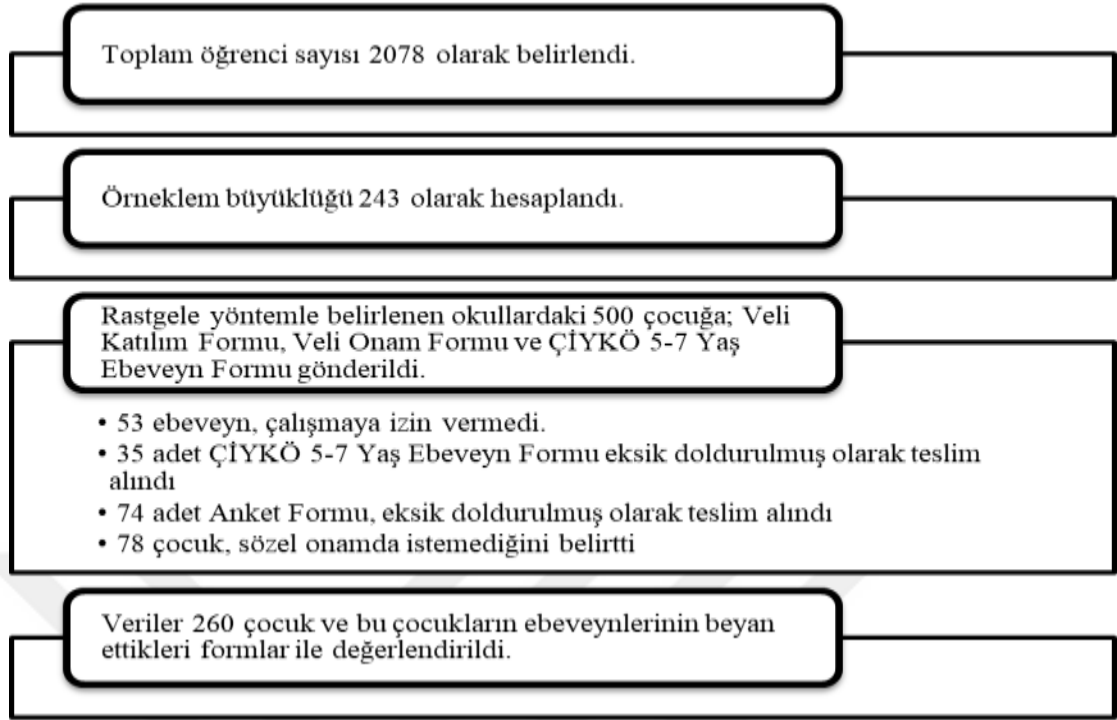 Toplam öğrenci sayısı 2078 olarak belirlendi.
Örneklem büyüklüğü 243 olarak hesaplandı.
Rastgele yöntemle belirlenen okullardaki 500 çocuğa; Veli
Katılım Formu, Veli Onam Formu ve ÇİYKÖ 5-7 Yaş
Ebeveyn Formu gönderildi.
• 53 ebeveyn, çalışmaya izin vermedi.
• 35 adet ÇİYKÖ 5-7 Yaş Ebeveyn Formu eksik doldurulmuş olarak teslim
alındı
• 74 adet Anket Formu, eksik doldurulmuş olarak teslim alındı
• 78 çocuk, sözel onamda istemediğini belirtti
Veriler 260 çocuk ve bu çocukların ebeveynlerinin beyan
ettikleri formlar ile değerlendirildi.